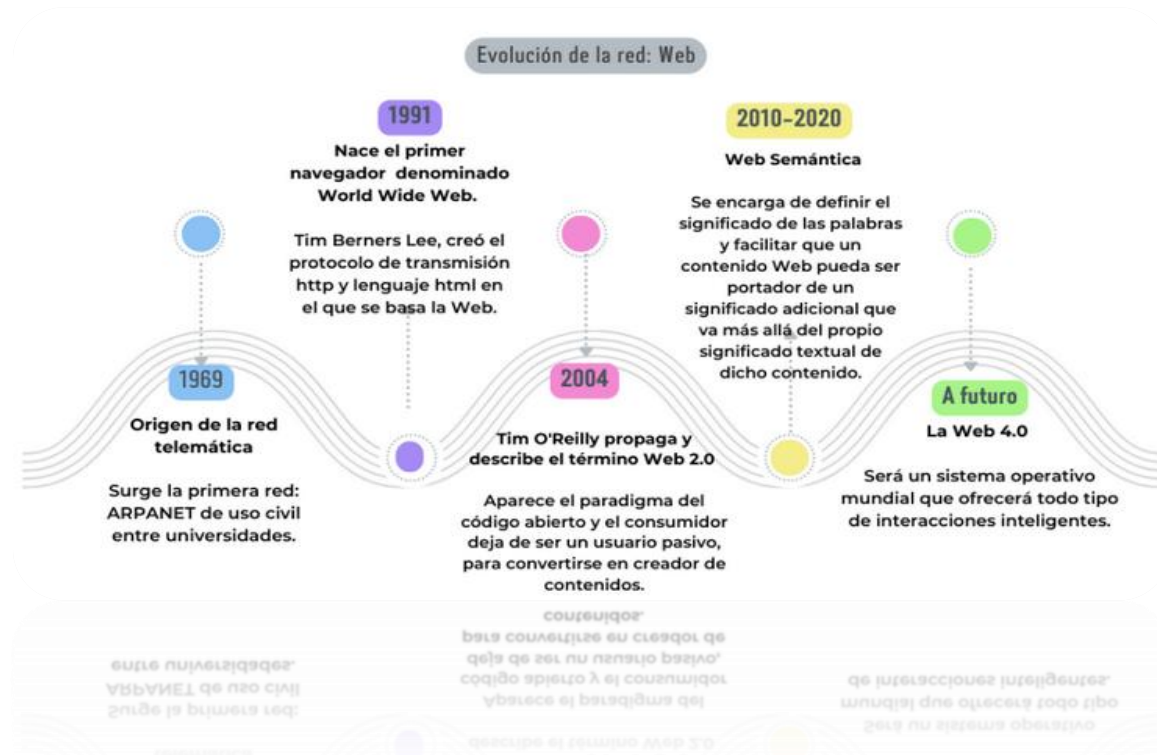 Evolución de la red: Web
1969
Origen de la red
telemática
Surge la primera red:
ARPANET de uso civil
entre universidades.
1991
Nace el primer
navegador denominado
World Wide Web.
Tim Berners Lee, creó el
protocolo de transmisión
http y lenguaje html en
el que se basa la Web.
2004
Tim O'Reilly propaga y
describe el término Web 2.0
Aparece el paradigma del
código abierto y el consumidor
deja de ser un usuario pasivo,
para convertirse en creador de
contenidos.
2010-2020
Web Semántica
Se encarga de definir el
significado de las palabras
y facilitar que un
contenido Web pueda ser
portador de un
significado adicional que
va más allá del propio
significado textual de
dicho contenido.
A futuro
La Web 4.0
Será un sistema operativo
mundial que ofrecerá todo tipo
de interacciones inteligentes.